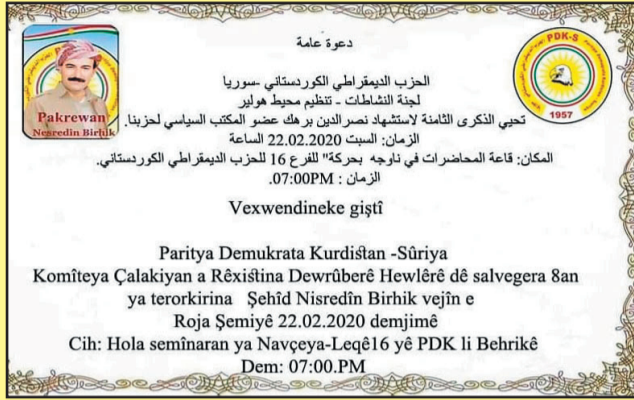 دعوة عامة
PDK-S
1957
Pakrewan
Nesredin Birhik
الحزب الديمقراطي الكوردستاني -سوريا
لجنة النشاطات - تنظيم محيط هولير
تحيي الذكرى الثامنة لاستشهاد نصرالدين برهك عضو المكتب السياسي لحزبنا.
الزمان: السبت 22.02.2020 الساعة
المكان: قاعة المحاضرات في ناوجه بحركة" للفرع 16 للحزب الديمقراطي الكوردستاني.
الزمان : 07:00PM.
Vexwendineke giştî
Paritya Demukrata Kurdistan -Sûriya
Komîteya Çalakiyan a Rêxistina Dewrûberê Hewlêrê dê salvegera 8an
ya terorkirina Şehîd Nisredîn Birhik vejîn e
Roja Şemiyê 22.02.2020 demjimê
Cih: Hola semînaran ya Navçeya-Leqê16 yê PDK li Behrikê
Dem: 07:00.PM